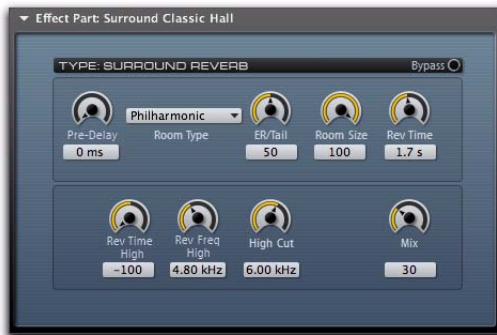 Effect Part: Surround Classic Hall
TYPE: SURROUND REVERB Bypass
Philharmonic
Pre-Delay Room Type ER/Tail Room Size Rev Time
0 ms 50 100 1.7 s
Rev Time High Rev Freq High High Cut Mix
-100 4.80 kHz 6.00 kHz 30